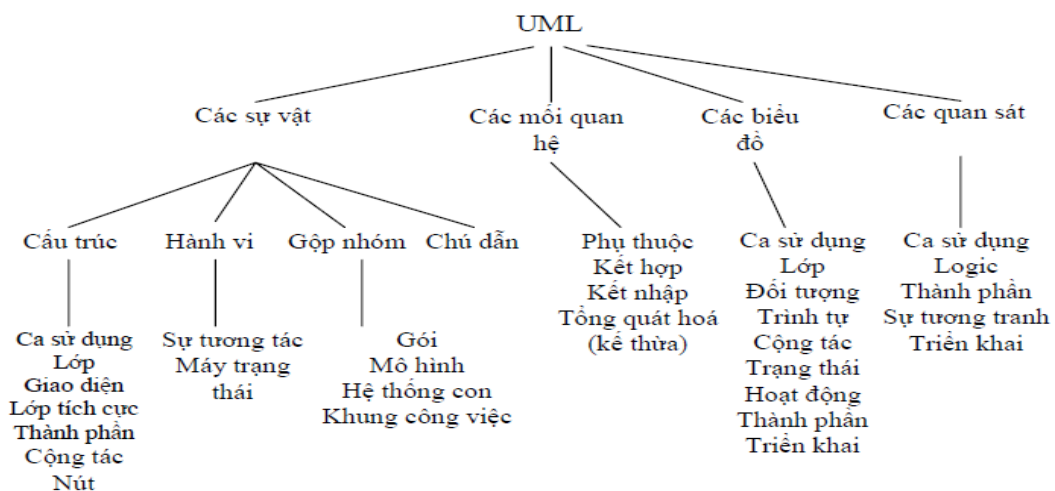 UML
Các sự vật
Các mối quan
hệ
Các biểu
đồ
Các quan sát
Cấu trúc
Hành vi
Gộp nhóm
Chú dẫn
Ca sử dụng
Lớp
Giao diện
Lớp tích cực
Thành phần
Cộng tác
Nút
Sự tương tác
Máy trạng
thái
Gói
Mô hình
Hệ thống con
Khung công việc
Phụ thuộc
Kết hợp
Kết nhập
Tổng quát hoá
(kế thừa)
Ca sử dụng
Lớp
Đối tượng
Trình tự
Cộng tác
Trạng thái
Hoạt động
Thành phần
Triển khai
Ca sử dụng
Logic
Thành phần
Sự tương tranh
Triển khai